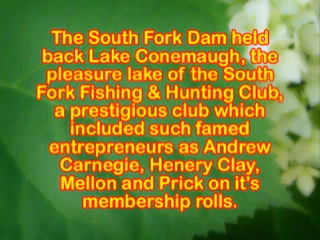 The South Fork Dam held
back Lake Conemaugh, the
pleasure lake of the South
Fork Fishing & Hunting Club,
a prestigious club which
included such famed
entrepreneurs as Andrew
Carnegie, Henery Clay,
Mellon and Prick on it's
membership rolls.